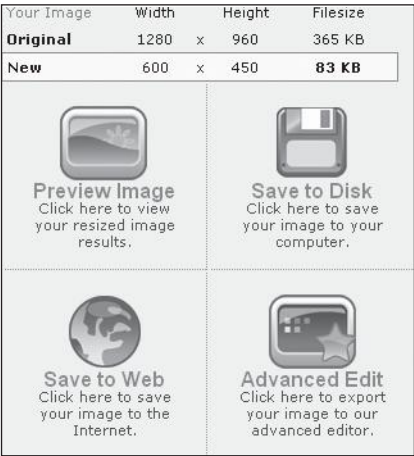 Your Image Width Height Filesize
Original 1280 x 960 365 KB
New 600 x 450 83 KB
Preview Image
Click here to view
your resized image
results.
Save to Disk
Click here to save
your image to your
computer.
Save to Web
Click here to save
your image to the
Internet.
Advanced Edit
Click here to export
your image to our
advanced editor.